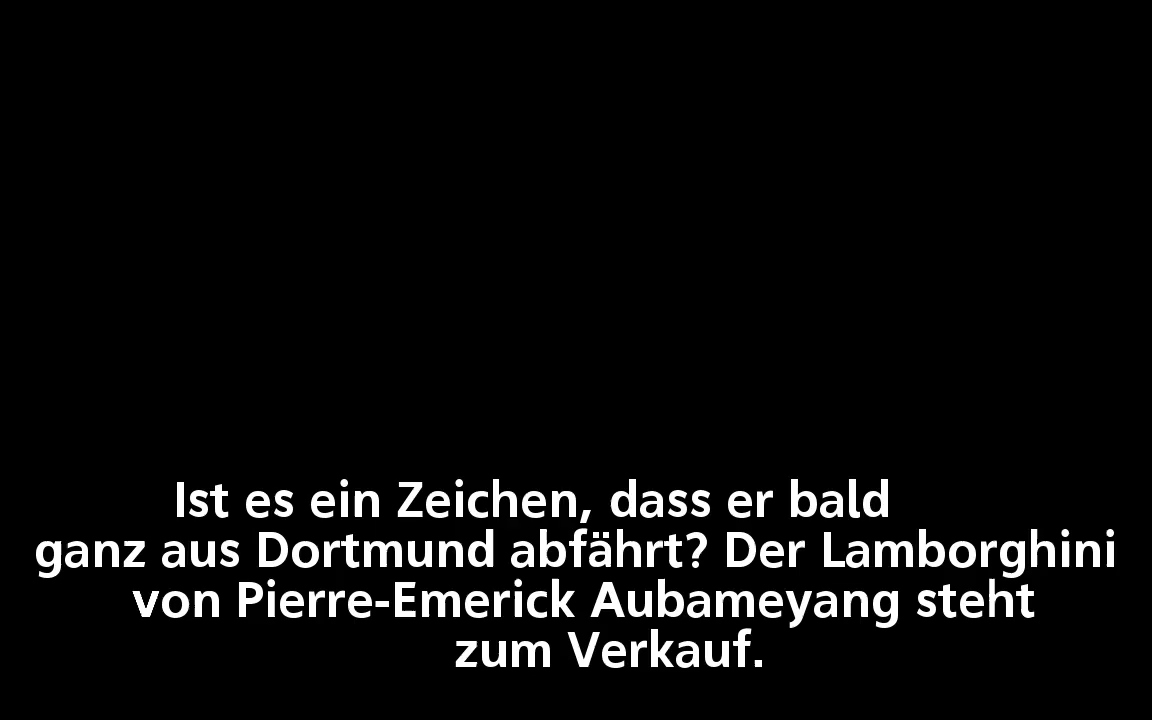 Ist es ein Zeichen, dass er bald
ganz aus Dortmund abfährt? Der Lamborghini
von Pierre-Emerick Aubameyang steht
zum Verkauf.